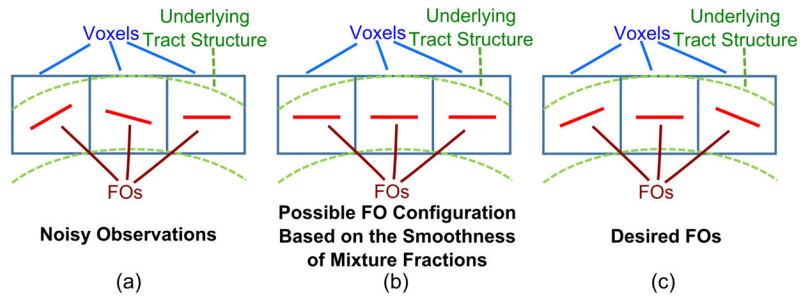 Underlying
Voxels
Tract Structure
FOs
Noisy Observations
(a)
Underlying
Voxels
Tract Structure
FOs
Possible FO Configuration
Based on the Smoothness
of Mixture Fractions
(b)
Underlying
Voxels
Tract Structure
FOs
Desired FOs
(c)